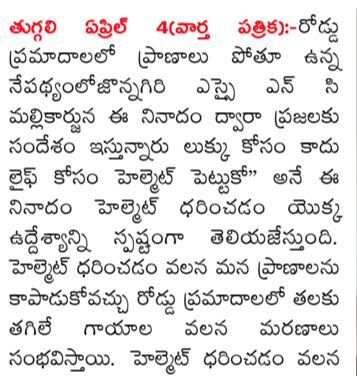 తుగ్గలి ఏప్రిల్ 4(వార్త పత్రిక):-రోడ్డు
ప్రమాదాలలో ప్రాణాలు పోతూ ఉన్న
నేపథ్యంలోజొన్నగిరి ఎస్సై ఎన్ సి
మల్లికార్జున ఈ నినాదం ద్వారా ప్రజలకు
సందేశం ఇస్తున్నారు లుక్కు కోసం కాదు
లైఫ్ కోసం హెల్మెట్ పెట్టుకో” అనే ఈ
నినాదం హెల్మెట్ ధరించడం యొక్క
ఉద్దేశ్యాన్ని స్పష్టంగా తెలియజేస్తుంది.
హెల్మెట్ ధరించడం వలన మన ప్రాణాలను
కాపాడుకోవచ్చు రోడ్డు ప్రమాదాలలో తలకు
తగిలే గాయాల వలన మరణాలు
సంభవిస్తాయి. హెల్మెట్ ధరించడం వలన